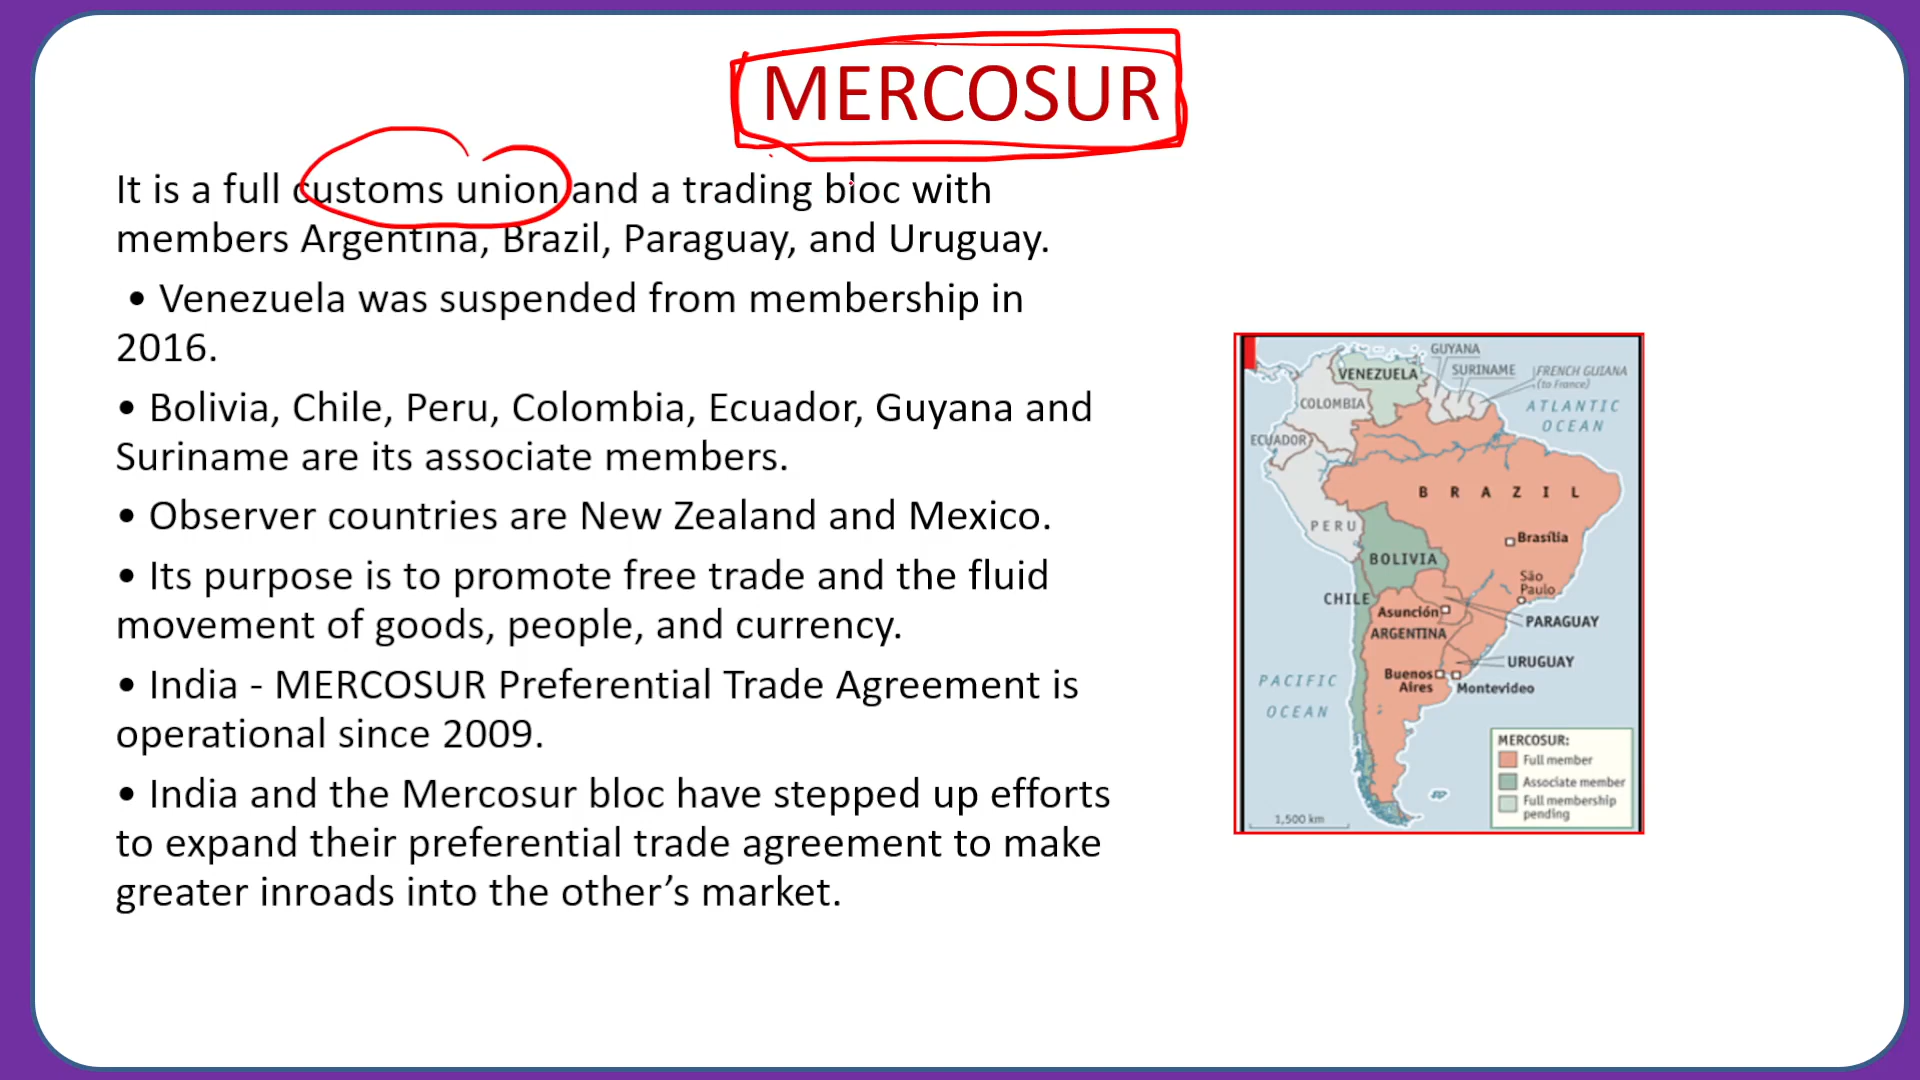 MERCOSUR
It is a full customs union and a trading bloc with
members Argentina, Brazil, Paraguay, and Uruguay.
• Venezuela was suspended from membership in
2016.
• Bolivia, Chile, Peru, Colombia, Ecuador, Guyana and
Suriname are its associate members.
• Observer countries are New Zealand and Mexico.
• Its purpose is to promote free trade and the fluid
movement of goods, people, and currency.
• India - MERCOSUR Preferential Trade Agreement is
operational since 2009.
• India and the Mercosur bloc have stepped up efforts
to expand their preferential trade agreement to make
greater inroads into the other’s market.
GUYANA
SURINAME
FRENCH GUIANA
(to France)
VENEZUELA
COLOMBIA
ATLANTIC
OCEAN
ECUADOR
BRAZIL
PERU
Brasília
BOLIVIA
São
Paulo
CHILE
Asunción
PARAGUAY
ARGENTINA
URUGUAY
Buenos
Aires
Montevideo
PACIFIC
OCEAN
MERCOSUR:
Full member
Associate member
Full membership
pending
1,500 km